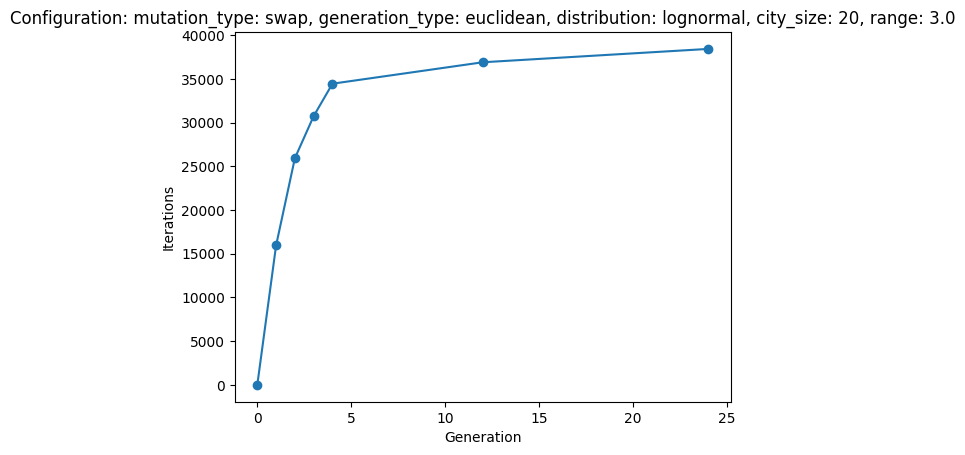 Configuration: mutation_type: swap, generation_type: euclidean, distribution: lognormal, city_size: 20, range: 3.0
40000
35000
30000
25000
20000
15000
10000
5000
0
Iterations
0 5 10 15 20 25
Generation